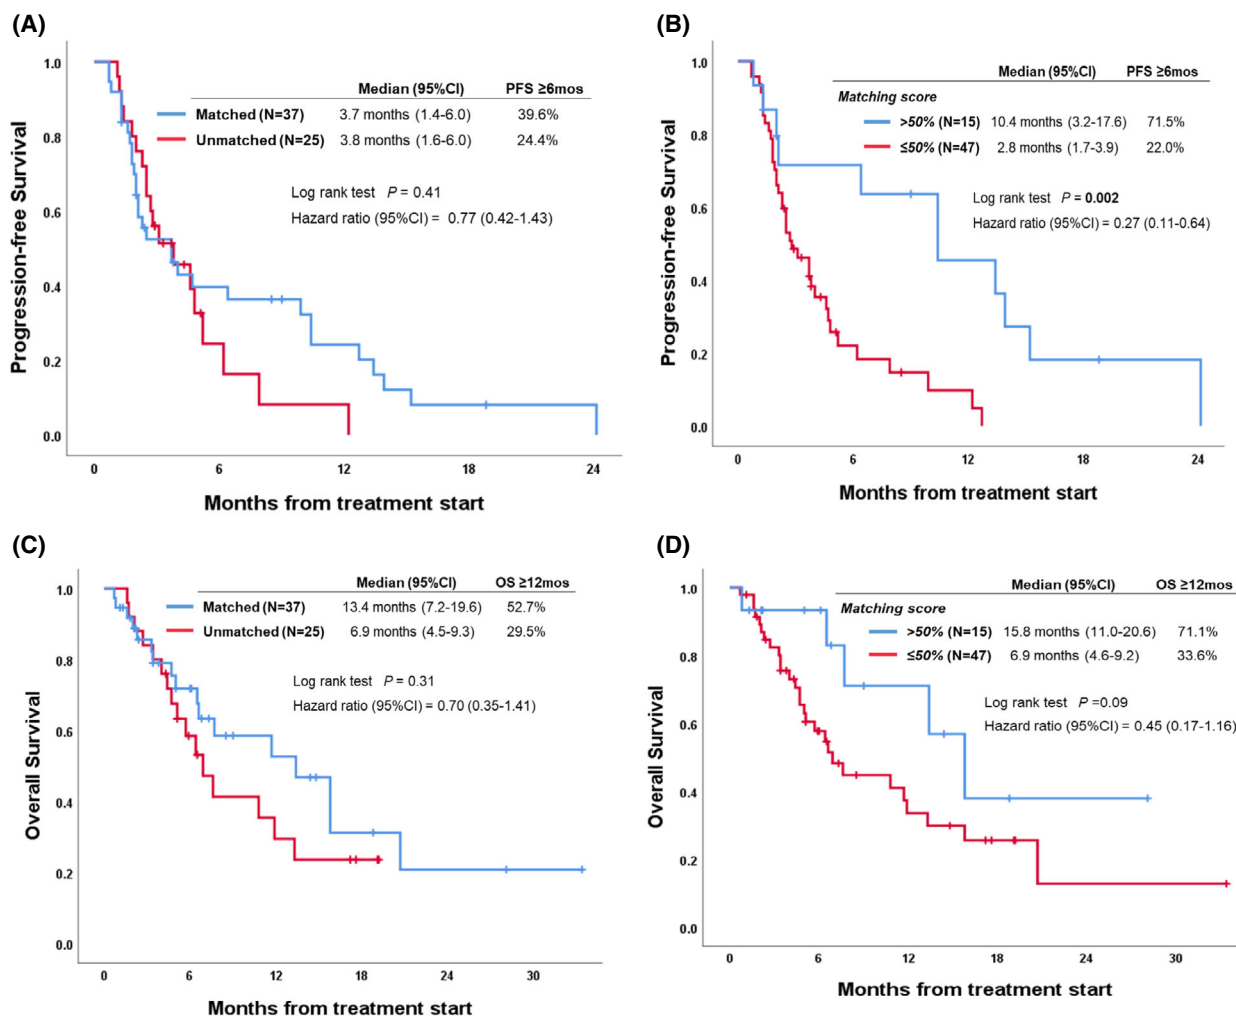 (A)
Median (95%CI) PFS ≥6mos
Matched (N=37) 3.7 months (1.4-6.0) 39.6%
Unmatched (N=25) 3.8 months (1.6-6.0) 24.4%
Log rank test P = 0.41
Hazard ratio (95%CI) = 0.77 (0.42-1.43)
Progression-free Survival
1.0
0.8
0.6
0.4
0.2
0.0
0 6 12 18 24
Months from treatment start
(B)
Median (95%CI) PFS ≥6mos
Matching score
>50% (N=15) 10.4 months (3.2-17.6) 71.5%
≤50% (N=47) 2.8 months (1.7-3.9) 22.0%
Log rank test P = 0.002
Hazard ratio (95%CI) = 0.27 (0.11-0.64)
Progression-free Survival
1.0
0.8
0.6
0.4
0.2
0.0
0 6 12 18 24
Months from treatment start
(C)
Median (95%CI) OS ≥12mos
Matched (N=37) 13.4 months (7.2-19.6) 52.7%
Unmatched (N=25) 6.9 months (4.5-9.3) 29.5%
Log rank test P = 0.31
Hazard ratio (95%CI) = 0.70 (0.35-1.41)
Overall Survival
1.0
0.8
0.6
0.4
0.2
0.0
0 6 12 18 24 30
Months from treatment start
(D)
Median (95%CI) OS ≥12mos
Matching score
>50% (N=15) 15.8 months (11.0-20.6) 71.1%
≤50% (N=47) 6.9 months (4.6-9.2) 33.6%
Log rank test P =0.09
Hazard ratio (95%CI) = 0.45 (0.17-1.16)
Overall Survival
1.0
0.8
0.6
0.4
0.2
0.0
0 6 12 18 24 30
Months from treatment start